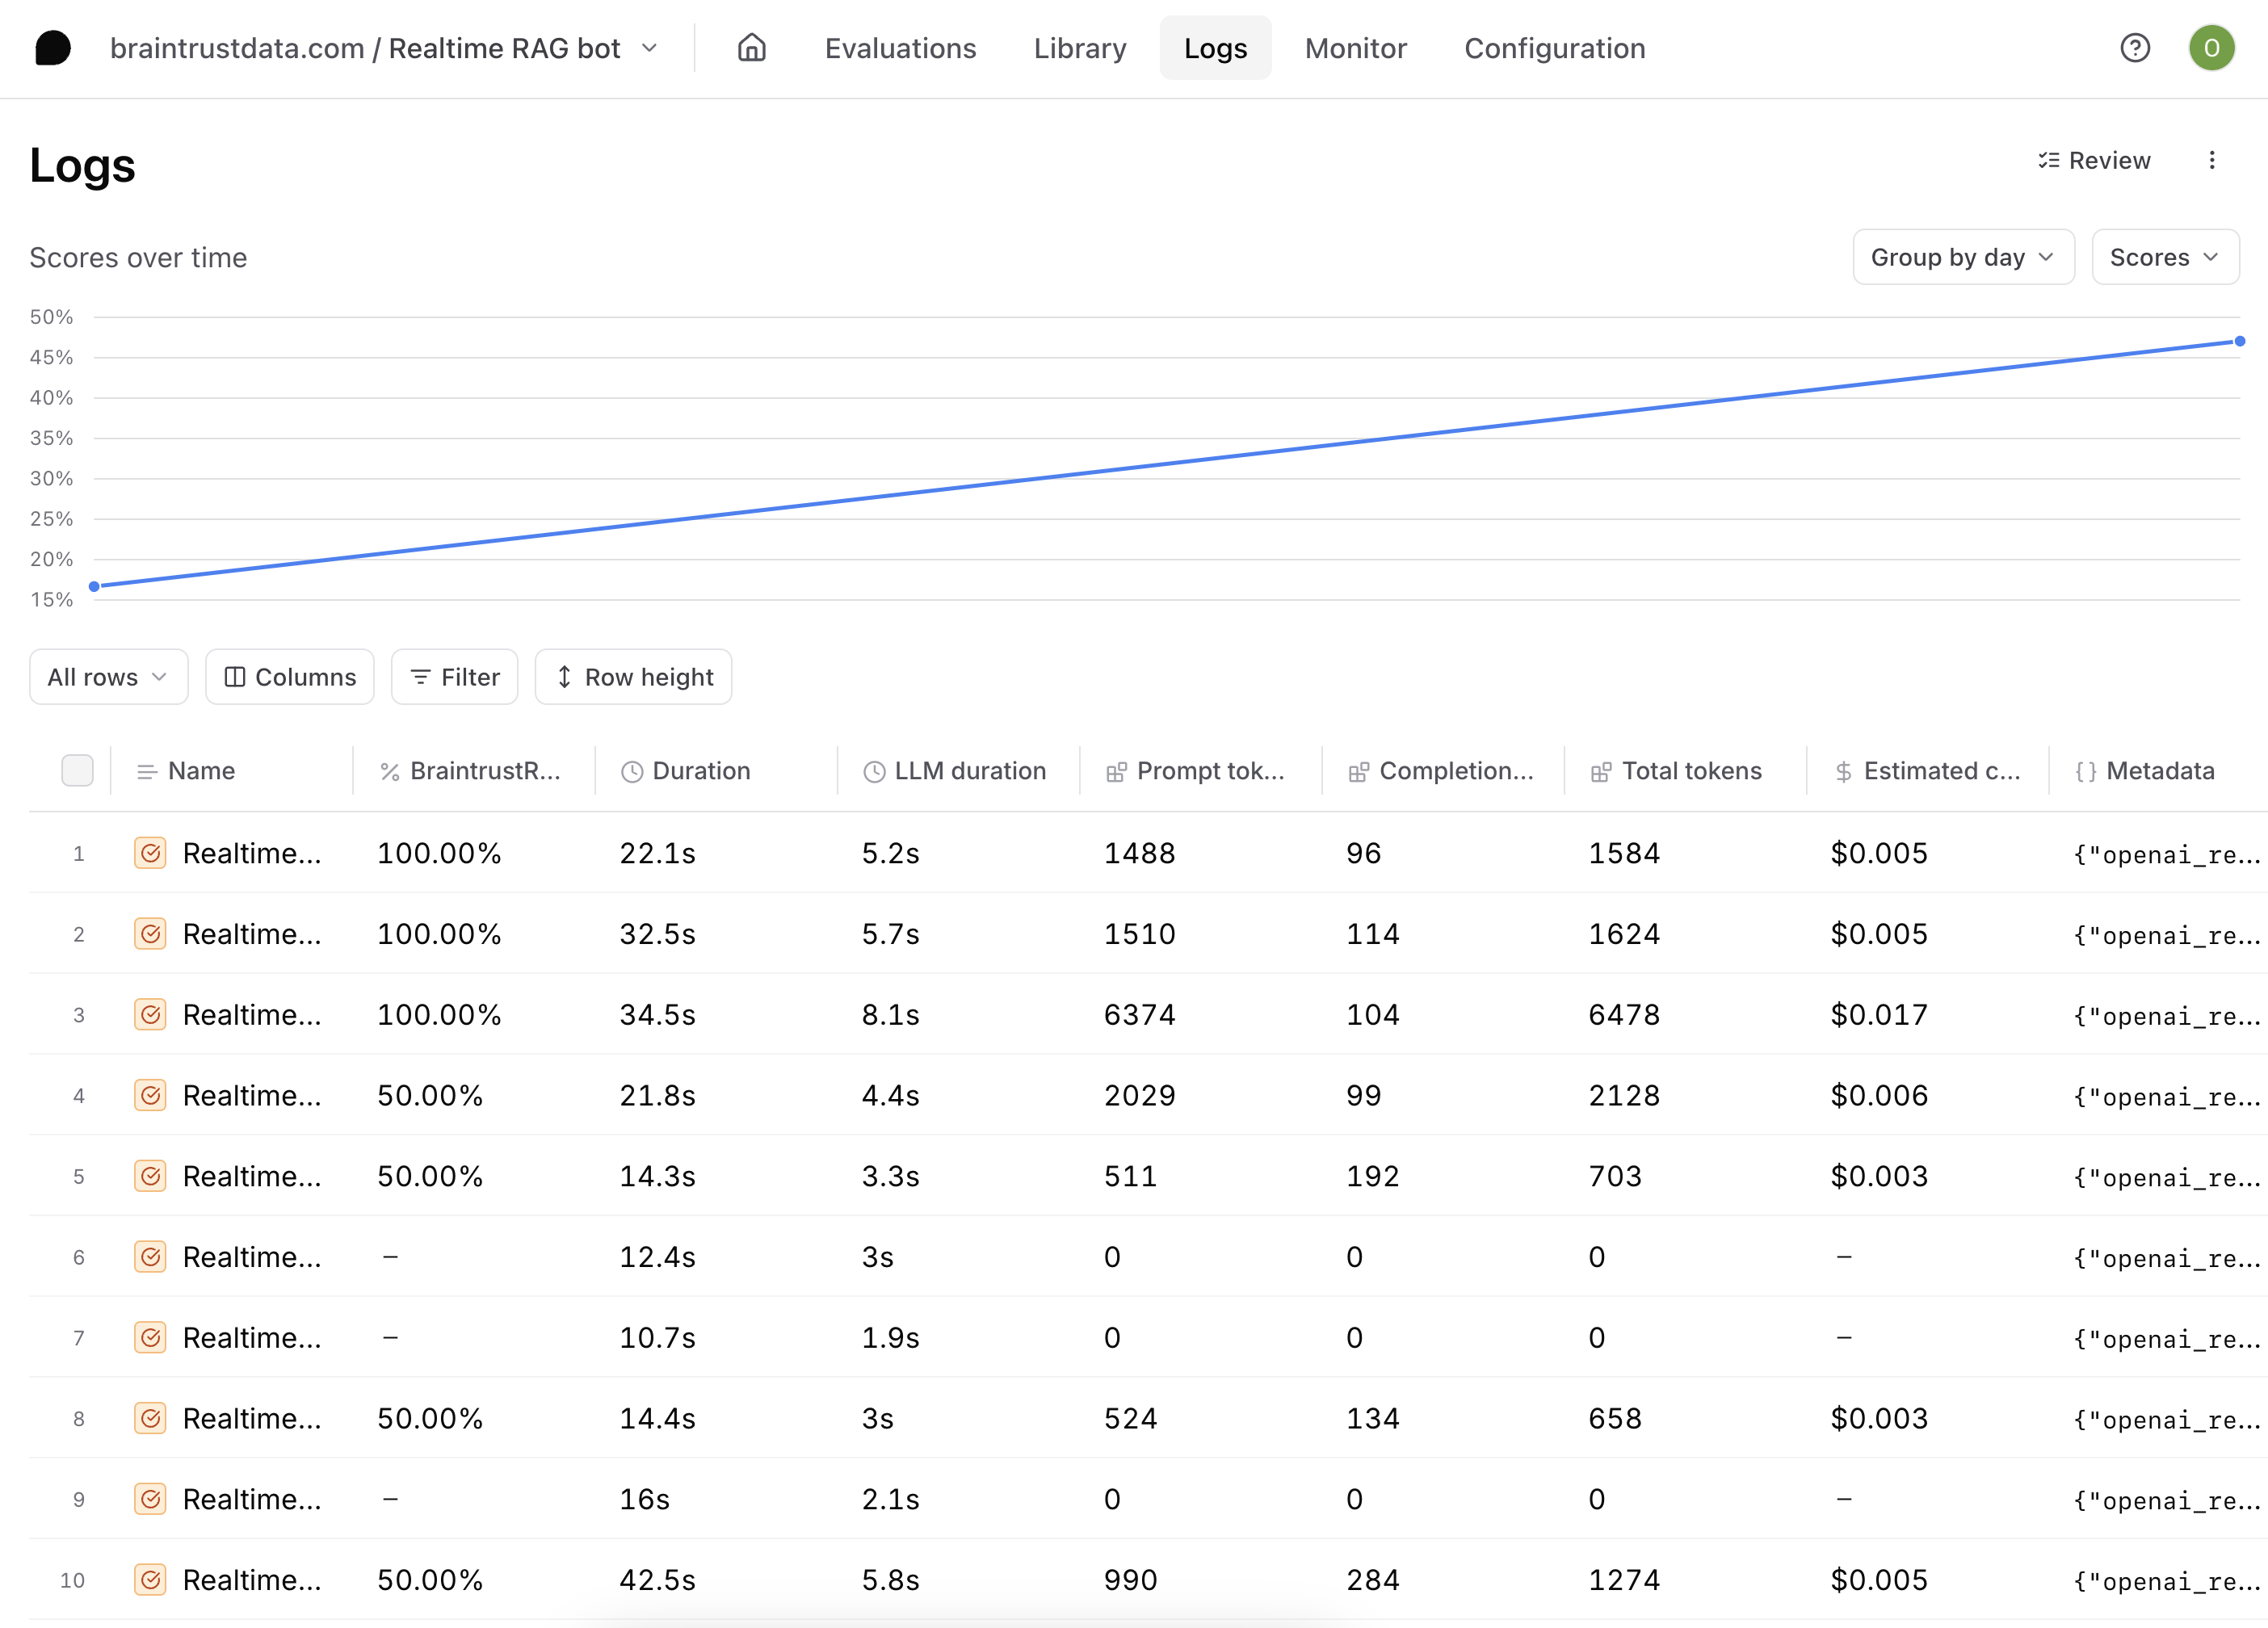 braintrustdata.com / Realtime RAG bot Evaluations Library Logs Monitor Configuration O
Logs
Review
Scores over time
Group by day Scores
50%
45%
40%
35%
30%
25%
20%
15%
All rows Columns Filter Row height
Name % BraintrustR... Duration LLM duration Prompt tok... Completion... Total tokens $ Estimated c... {} Metadata
1 Realtime... 100.00% 22.1s 5.2s 1488 96 1584 $0.005 {"openai_re...
2 Realtime... 100.00% 32.5s 5.7s 1510 114 1624 $0.005 {"openai_re...
3 Realtime... 100.00% 34.5s 8.1s 6374 104 6478 $0.017 {"openai_re...
4 Realtime... 50.00% 21.8s 4.4s 2029 99 2128 $0.006 {"openai_re...
5 Realtime... 50.00% 14.3s 3.3s 511 192 703 $0.003 {"openai_re...
6 Realtime... – 12.4s 3s 0 0 0 – {"openai_re...
7 Realtime... – 10.7s 1.9s 0 0 0 – {"openai_re...
8 Realtime... 50.00% 14.4s 3s 524 134 658 $0.003 {"openai_re...
9 Realtime... – 16s 2.1s 0 0 0 – {"openai_re...
10 Realtime... 50.00% 42.5s 5.8s 990 284 1274 $0.005 {"openai_re...